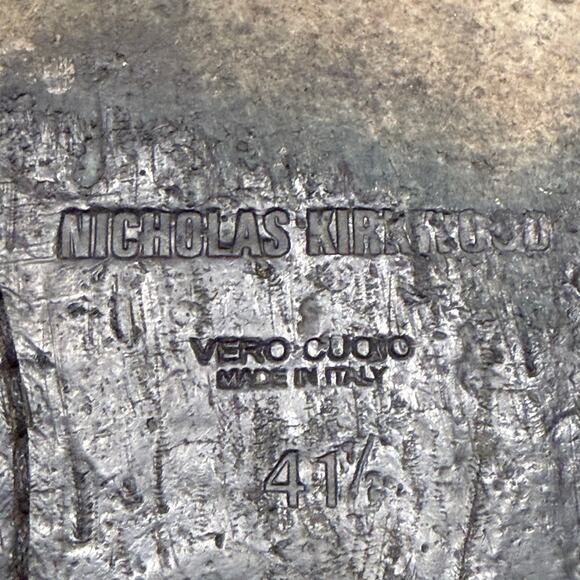 NICHOLAS KIRKWOOD
VERO CUOIO
MADE IN ITALY
41½